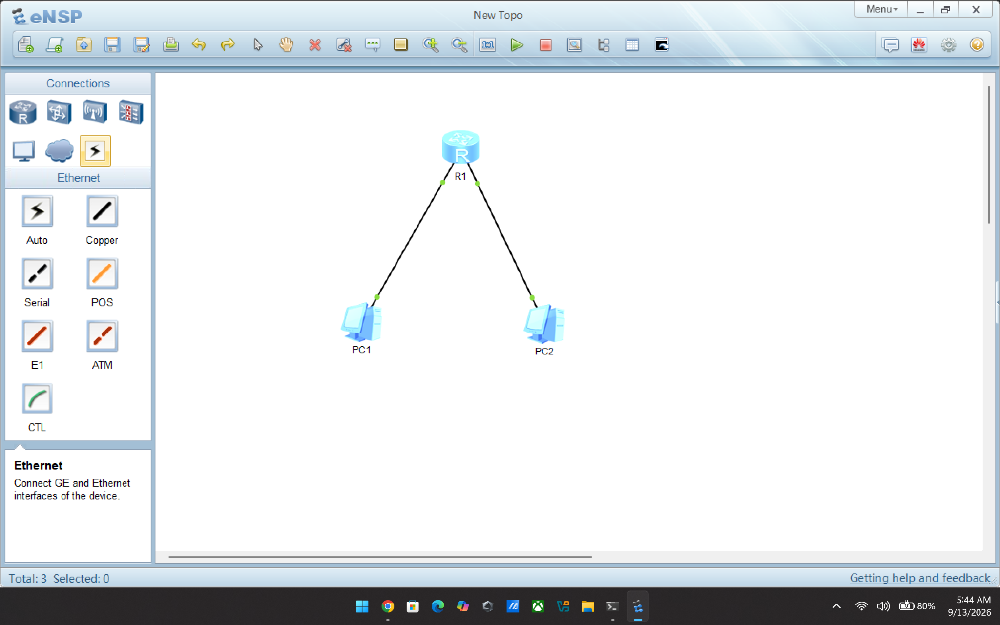 eNSP
New Topo
Menu
1:1
Connections
R
Ethernet
Auto
Copper
Serial
POS
E1
ATM
CTL
Ethernet
Connect GE and Ethernet
interfaces of the device.
R
R1
PC1
PC2
Total: 3 Selected: 0
Getting help and feedback
80%
5:44 AM
9/13/2026